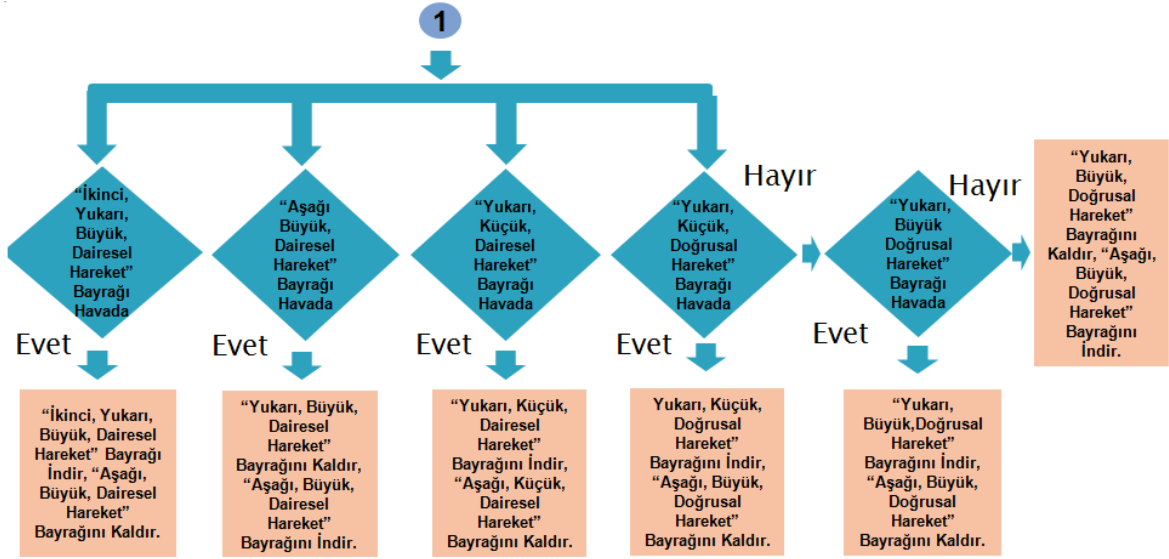 1
“İkinci,
Yukarı,
Büyük,
Dairesel
Hareket”
Bayrağı
Havada
“Aşağı
Büyük,
Dairesel
Hareket”
Bayrağı
Havada
“Yukarı,
Küçük,
Dairesel
Hareket”
Bayrağı
Havada
“Yukarı,
Küçük,
Doğrusal
Hareket”
Bayrağı
Havada
Hayır
“Yukarı,
Büyük
Doğrusal
Hareket”
Bayrağı
Havada
Hayır
“Yukarı,
Büyük,
Doğrusal
Hareket”
Bayrağını
Kaldır, “Aşağı,
Büyük,
Doğrusal
Hareket”
Bayrağını
İndir.
Evet
Evet
Evet
Evet
Evet
“İkinci, Yukarı,
Büyük, Dairesel
Hareket” Bayrağı
İndir, “Aşağı,
Büyük, Dairesel
Hareket”
Bayrağını Kaldır.
“Yukarı, Büyük,
Dairesel
Hareket”
Bayrağını Kaldır,
“Aşağı, Büyük,
Dairesel
Hareket”
Bayrağını İndir.
“Yukarı, Küçük,
Dairesel
Hareket”
Bayrağını İndir,
“Aşağı, Küçük,
Dairesel
Hareket”
Bayrağını Kaldır.
Yukarı, Küçük,
Doğrusal
Hareket”
Bayrağını İndir,
“Aşağı, Büyük,
Doğrusal
Hareket”
Bayrağını Kaldır.
“Yukarı,
Büyük,Doğrusal
Hareket”
Bayrağını İndir,
“Aşağı, Büyük,
Doğrusal
Hareket”
Bayrağını Kaldır.